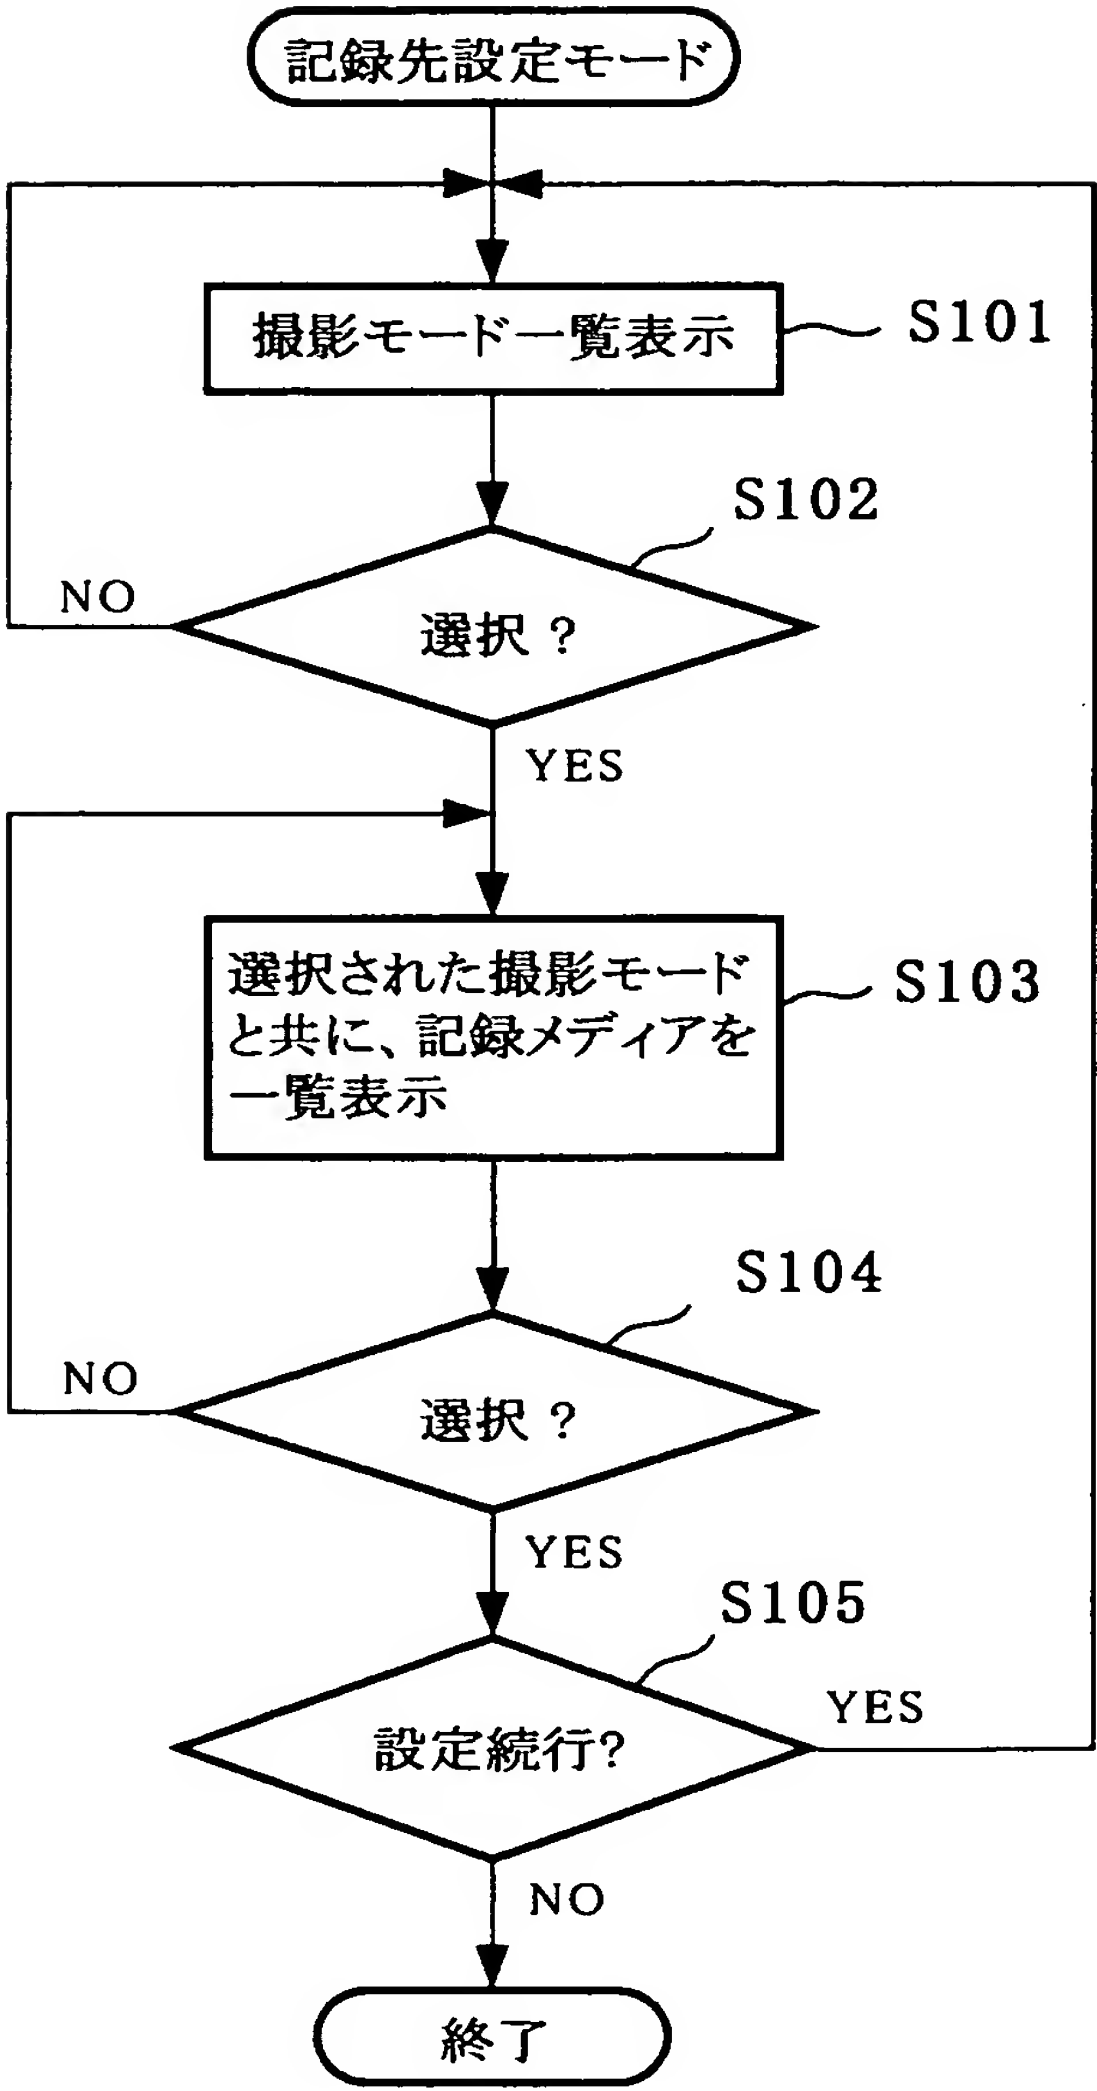 記録先設定モード
撮影モード一覧表示
S101
S102
選択？
NO
YES
選択された撮影モード
と共に、記録メディアを
一覧表示
S103
S104
選択？
NO
YES
S105
設定続行?
YES
NO
終了